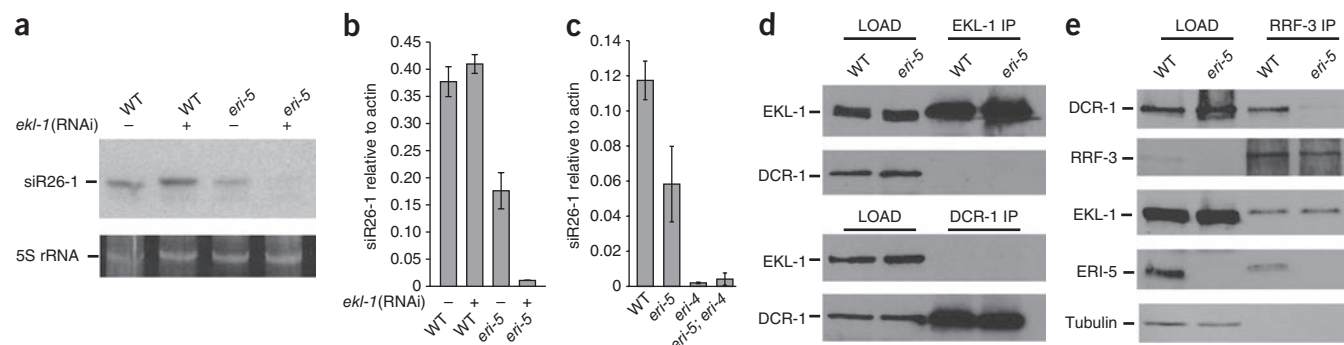 a
WT WT eri-5 eri-5
ekl-1(RNAi) – + – +
siR26-1
5S rRNA
b
siR26-1 relative to actin
0.45
0.40
0.35
0.30
0.25
0.20
0.15
0.10
0.05
0
ekl-1(RNAi) – + – +
WT WT eri-5 eri-5
c
siR26-1 relative to actin
0.14
0.12
0.10
0.08
0.06
0.04
0.02
0
WT eri-5 eri-4 eri-5; eri-4
d
LOAD EKL-1 IP
WT eri-5 WT eri-5
EKL-1
DCR-1
LOAD DCR-1 IP
EKL-1
DCR-1
e
LOAD RRF-3 IP
WT eri-5 WT eri-5
DCR-1
RRF-3
EKL-1
ERI-5
Tubulin